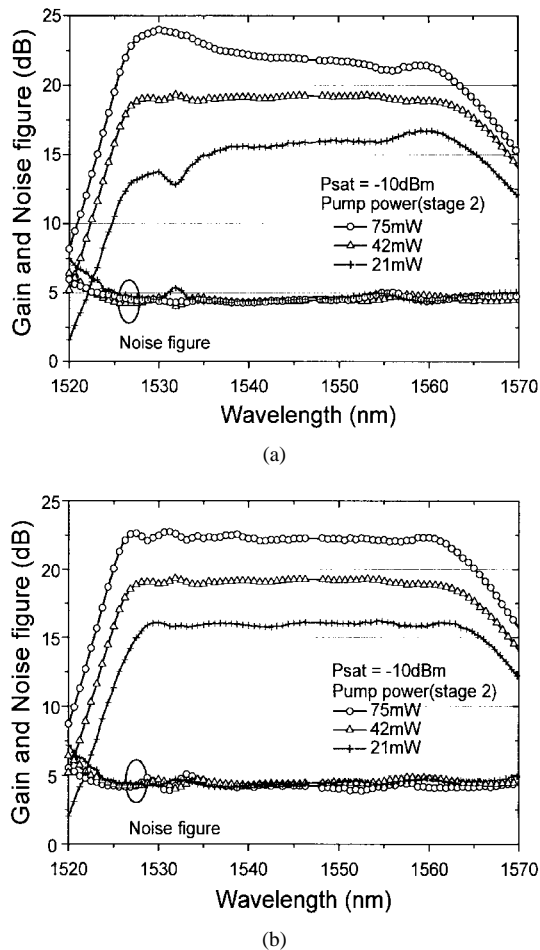 Gain and Noise figure (dB)
25
20
15
10
5
0
Psat = -10dBm
Pump power(stage 2)
75mW
42mW
21mW
Noise figure
1520 1530 1540 1550 1560 1570
Wavelength (nm)
(a)
Gain and Noise figure (dB)
25
20
15
10
5
0
Psat = -10dBm
Pump power(stage 2)
75mW
42mW
21mW
Noise figure
1520 1530 1540 1550 1560 1570
Wavelength (nm)
(b)